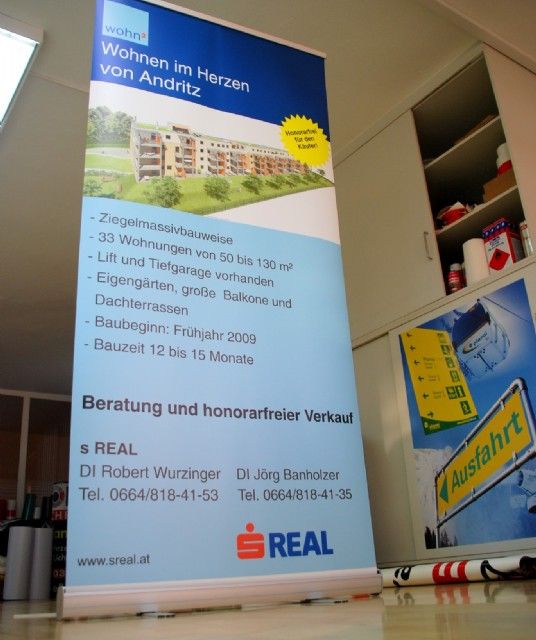 wohn²
Wohnen im Herzen
von Andritz
Honorarfrei
für den
Käufer!
- Ziegelmassivbauweise
- 33 Wohnungen von 50 bis 130 m²
- Lift und Tiefgarage vorhanden
- Eigengärten, große Balkone und
Dachterrassen
- Baubeginn: Frühjahr 2009
- Bauzeit 12 bis 15 Monate
Beratung und honorarfreier Verkauf
s REAL
DI Robert Wurzinger
DI Jörg Banholzer
Tel. 0664/818-41-53
Tel. 0664/818-41-35
www.sreal.at
REAL
Ausfahrt